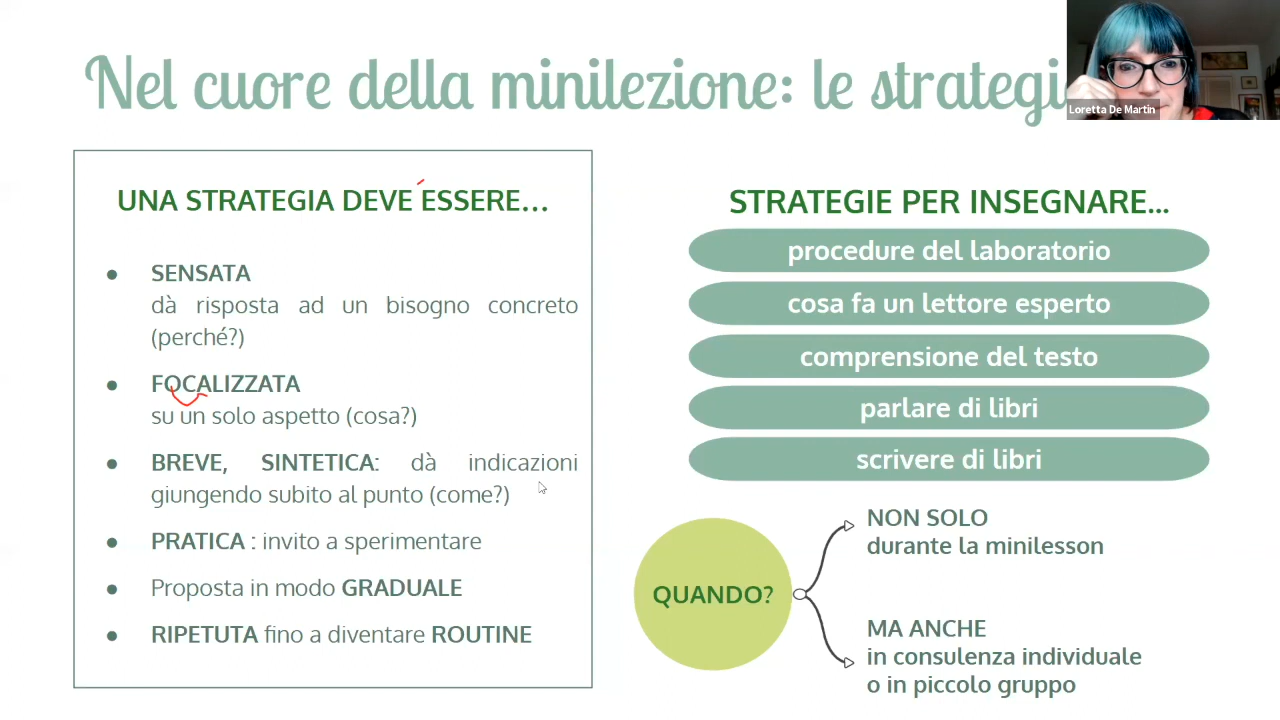 Nel cuore della minilezione: le strategi
Loretta De Martin
UNA STRATEGIA DEVE ESSERE...
● SENSATA
dà risposta ad un bisogno concreto
(perché?)
● FOCALIZZATA
su un solo aspetto (cosa?)
● BREVE, SINTETICA: dà indicazioni
giungendo subito al punto (come?)
● PRATICA : invito a sperimentare
● Proposta in modo GRADUALE
● RIPETUTA fino a diventare ROUTINE
STRATEGIE PER INSEGNARE...
procedure del laboratorio
cosa fa un lettore esperto
comprensione del testo
parlare di libri
scrivere di libri
QUANDO?
NON SOLO
durante la minilesson
MA ANCHE
in consulenza individuale
o in piccolo gruppo